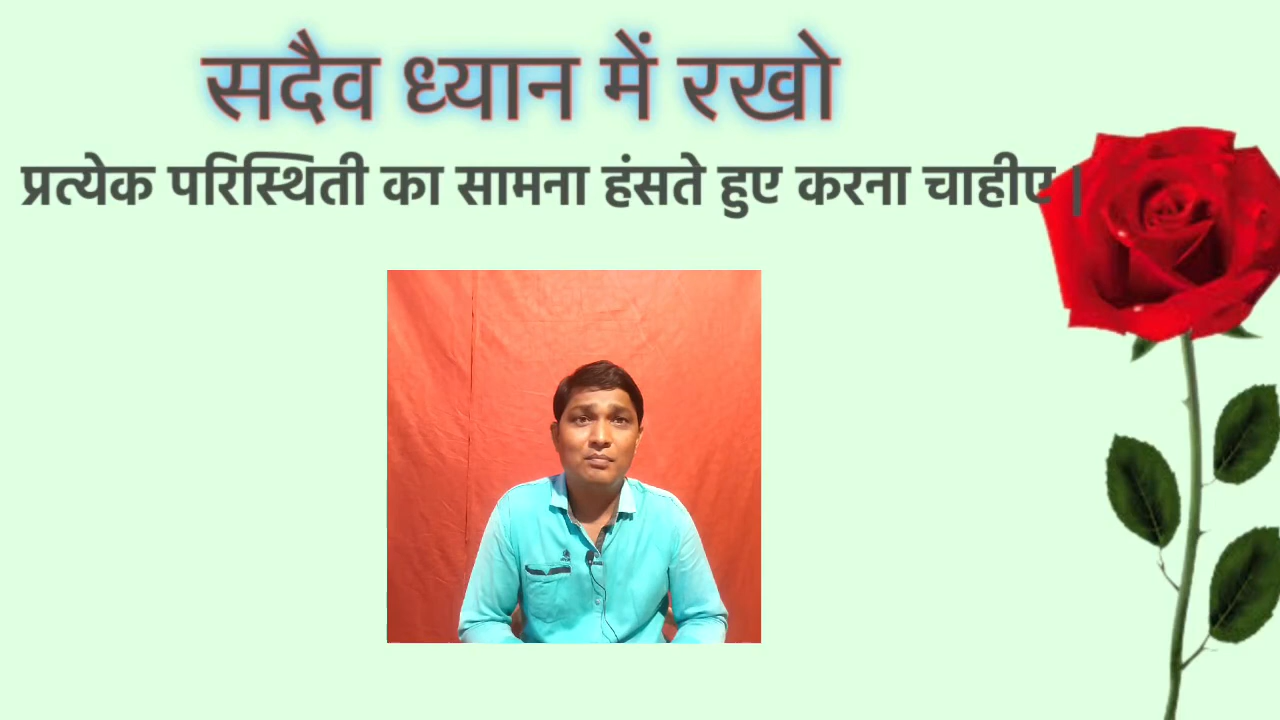 सदैव ध्यान में रखो
प्रत्येक परिस्थिती का सामना हंसते हुए करना चाहीए |